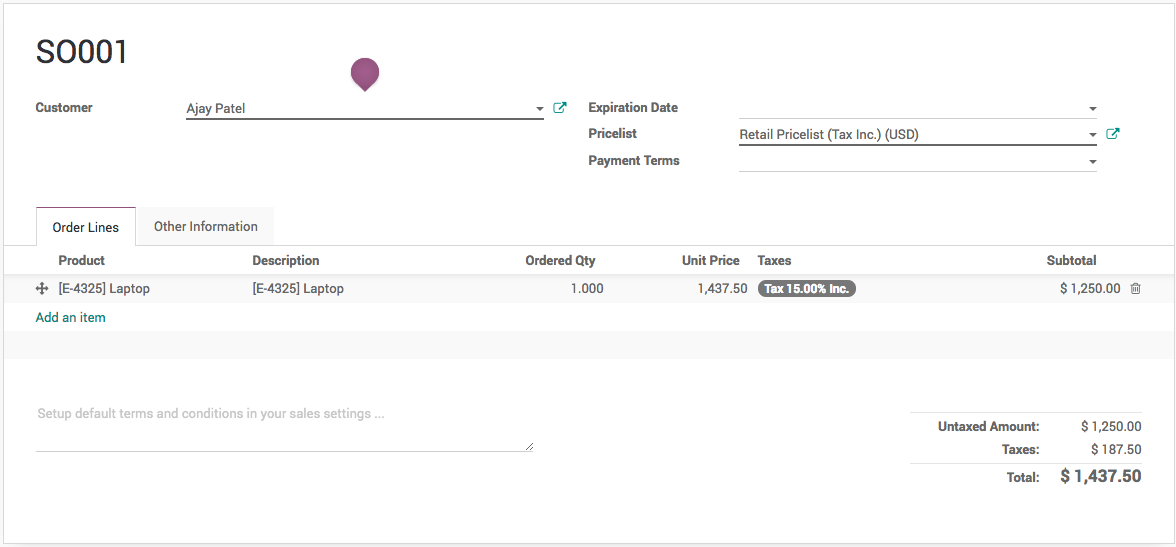 SO001
Customer Ajay Patel Expiration Date
Pricelist Retail Pricelist (Tax Inc.) (USD)
Payment Terms
Order Lines Other Information
Product Description Ordered Qty Unit Price Taxes Subtotal
[E-4325] Laptop [E-4325] Laptop 1.000 1,437.50 Tax 15.00% Inc. $ 1,250.00
Add an item
Setup default terms and conditions in your sales settings ...
Untaxed Amount: $ 1,250.00
Taxes: $ 187.50
Total: $ 1,437.50